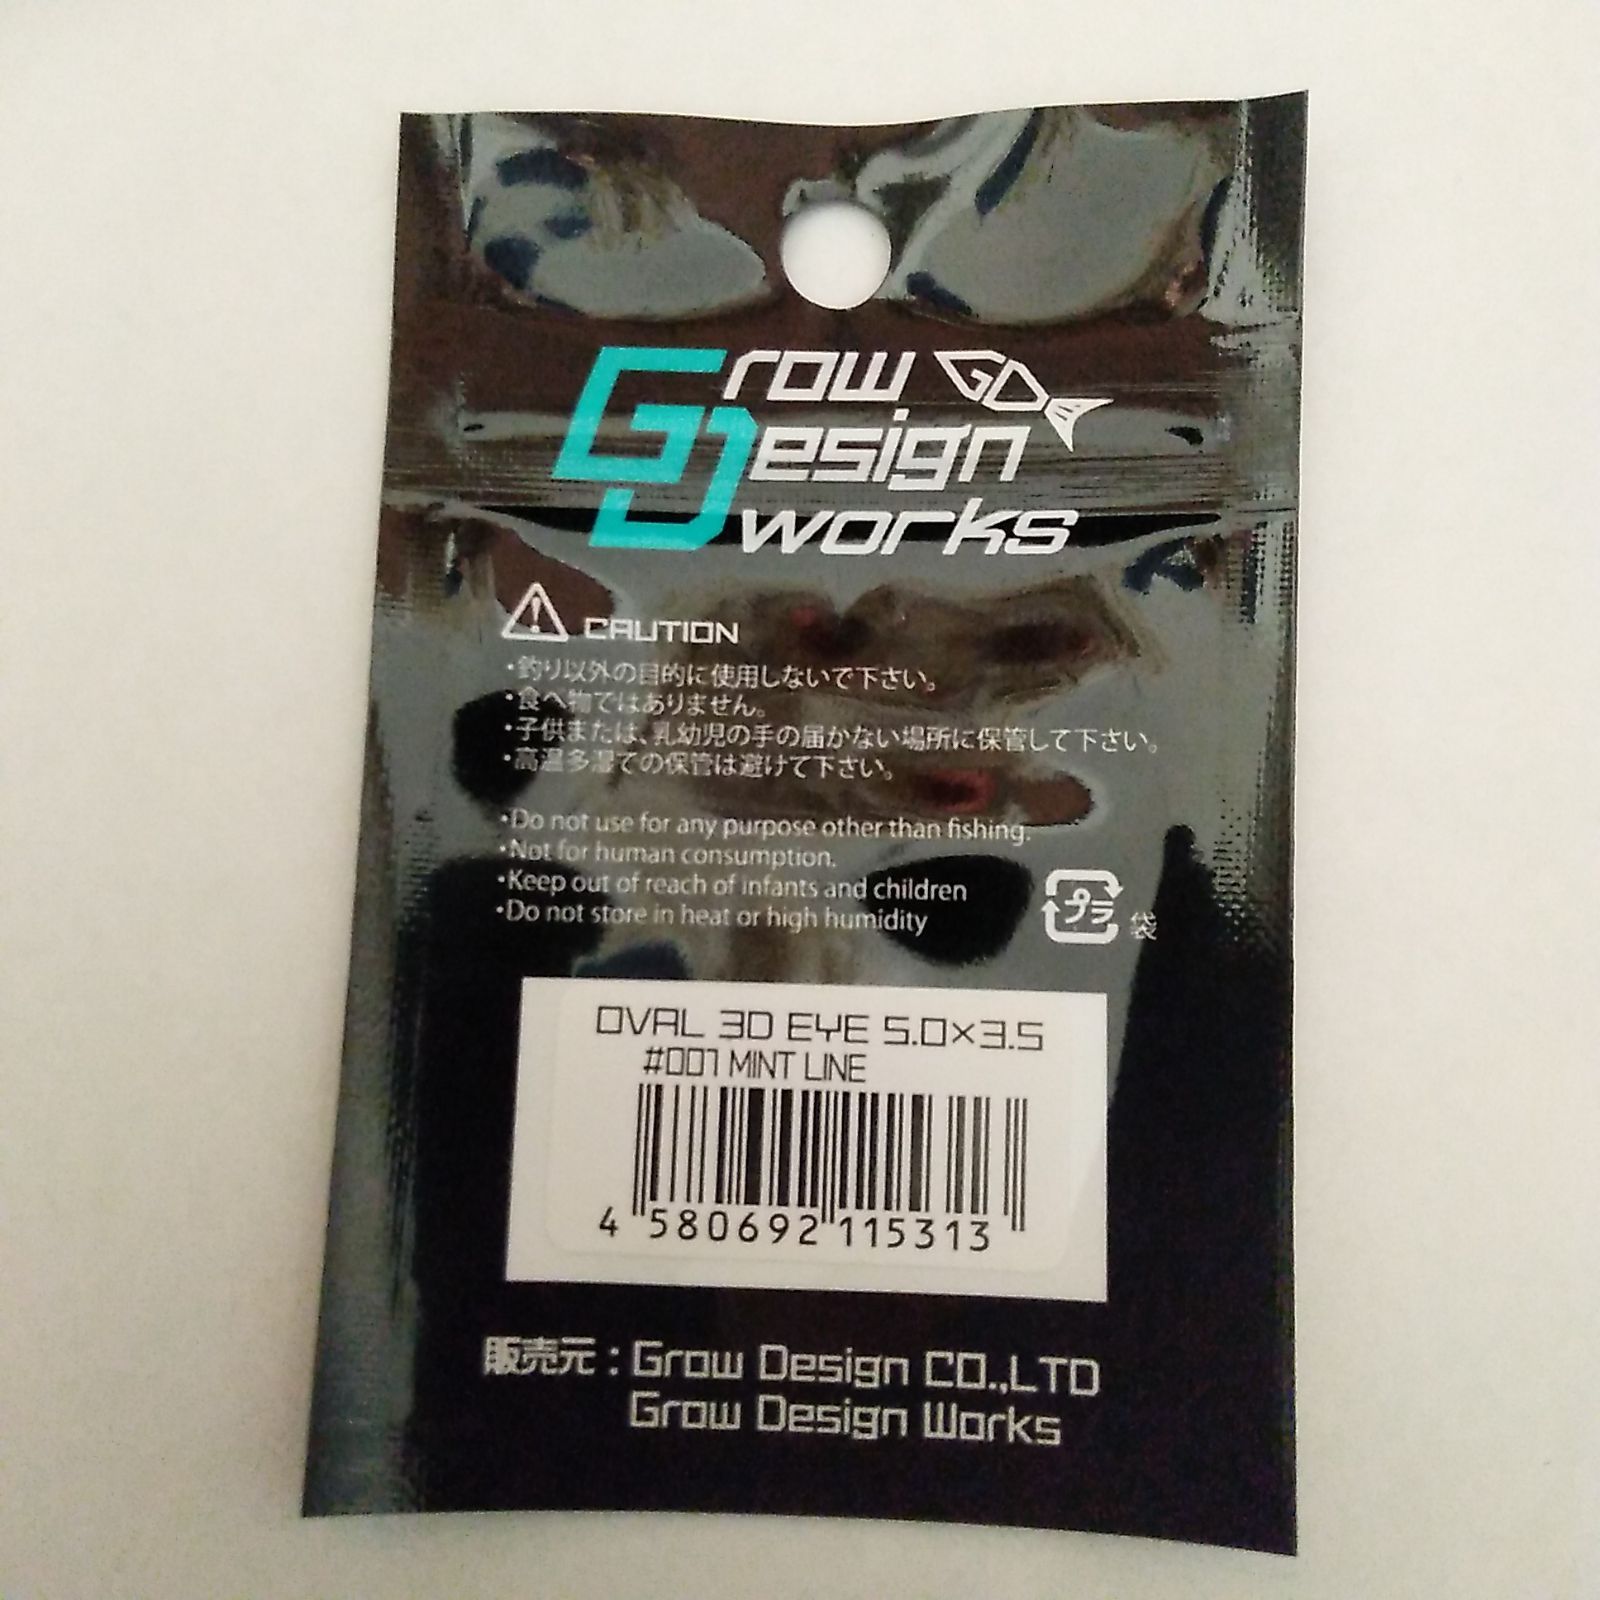 Grow GD
Design
works
CAUTION
・釣り以外の目的に使用しないで下さい。
・食べ物ではありません。
・子供または、乳幼児の手の届かない場所に保管して下さい。
・高温多湿での保管は避けて下さい。
・Do not use for any purpose other than fishing.
・Not for human consumption.
・Keep out of reach of infants and children
・Do not store in heat or high humidity
プラ 袋
OVAL 3D EYE 5.0×3.5
#001 MINT LINE
4 580692 115313
販売元：Grow Design CO.,LTD
Grow Design Works